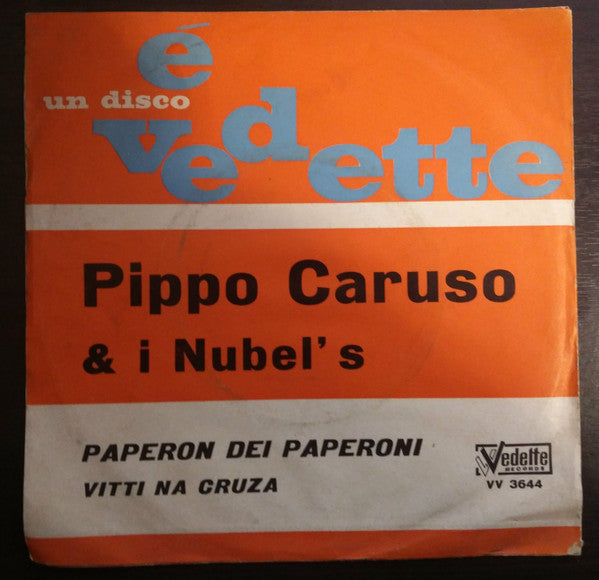 é
un disco
vedette
Pippo Caruso
& i Nubel's
PAPERON DEI PAPERONI
VITTI NA CRUZA
Vedette
RECORDS
VV 3644